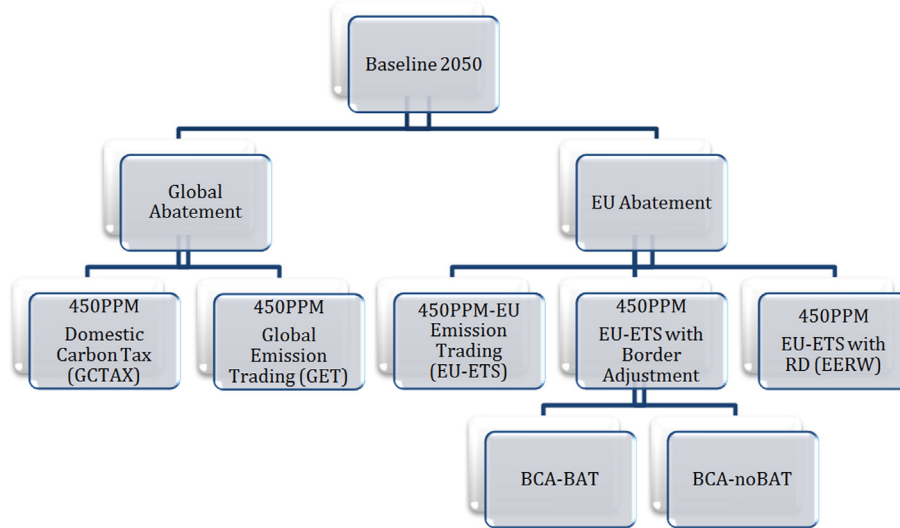 Baseline 2050
Global
Abatement
EU Abatement
450PPM
Domestic
Carbon Tax
(GCTAX)
450PPM
Global
Emission
Trading (GET)
450PPM-EU
Emission
Trading
(EU-ETS)
450PPM
EU-ETS with
Border
Adjustment
450PPM
EU-ETS with
RD (EERW)
BCA-BAT
BCA-noBAT